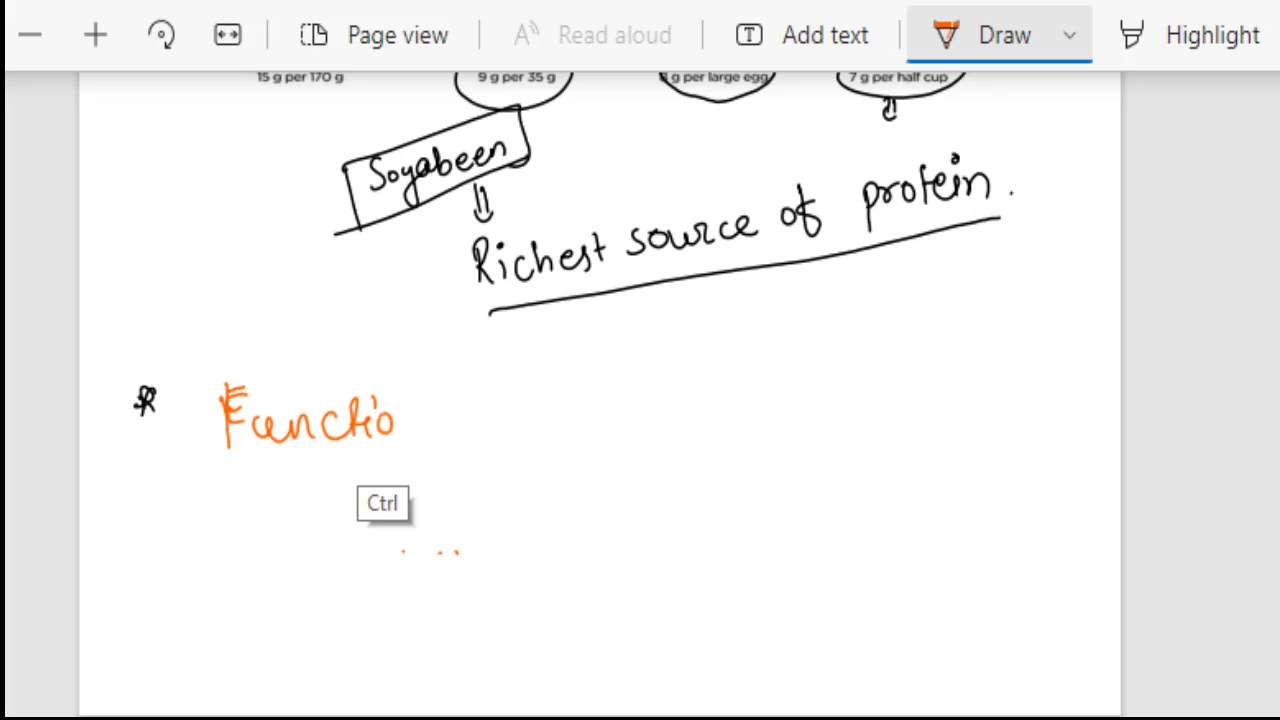 Page view Read aloud Add text Draw Highlight
15 g per 170 g 9 g per 35 g g per large egg 7 g per half cup
Soyabeen
Richest source of protein.
Functio
Ctrl